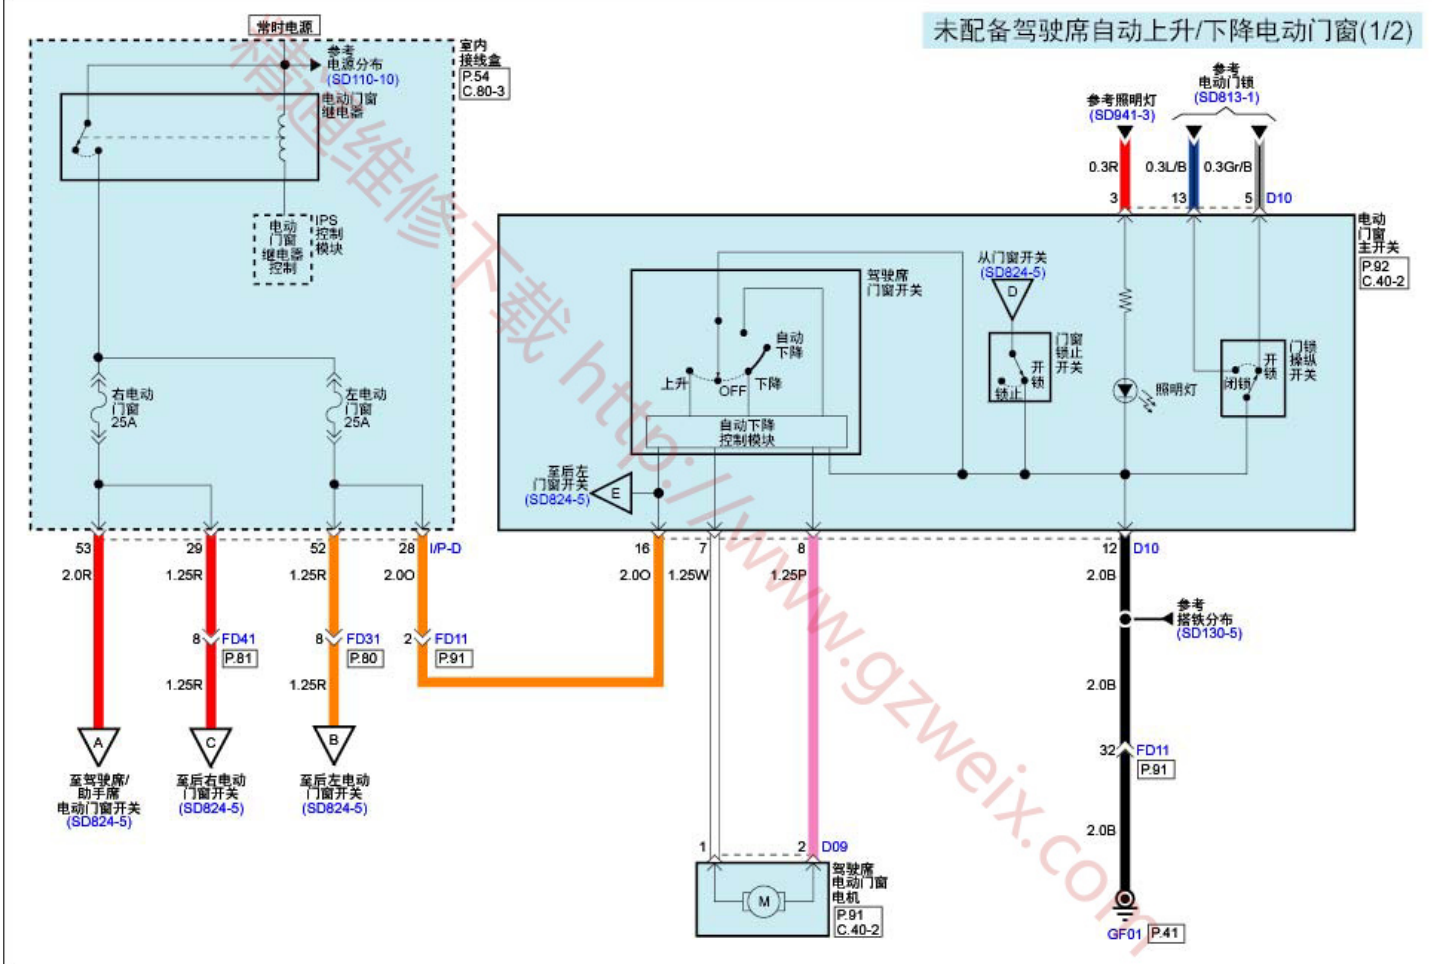 未配备驾驶席自动上升/下降电动门窗(1/2)
常时电源
参考
电源分布
(SD110-10)
室内
接线盒
P.54
C.80-3
电动门窗
继电器
IPS
控制
模块
电动
门窗
继电器
控制
右电动
门窗
25A
左电动
门窗
25A
53
29
52
28
I/P-D
2.0R
1.25R
1.25R
2.0O
8
FD41
P.81
8
FD31
P.80
2
FD11
P.91
1.25R
1.25R
A
C
B
至驾驶席/
助手席
电动门窗开关
(SD824-5)
至后右电动
门窗开关
(SD824-5)
至后左电动
门窗开关
(SD824-5)
参考照明灯
(SD941-3)
参考
电动门锁
(SD813-1)
0.3R
0.3L/B
0.3Gr/B
3
13
5
D10
电动
门窗
主开关
P.92
C.40-2
驾驶席
门窗开关
自动
下降
上升
OFF
下降
自动下降
控制模块
从门窗开关
(SD824-5)
D
门窗
锁止
开关
开
锁
锁止
照明灯
门锁
操纵
开关
开
锁
闭锁
至后左
门窗开关
(SD824-5)
E
16
7
8
12
D10
2.0O
1.25W
1.25P
2.0B
参考
搭铁分布
(SD130-5)
2.0B
32
FD11
P.91
2.0B
GF01
P.41
1
2
D09
M
驾驶席
电动门窗
电机
P.91
C.40-2
精通维修下载 http://www.gzweix.com